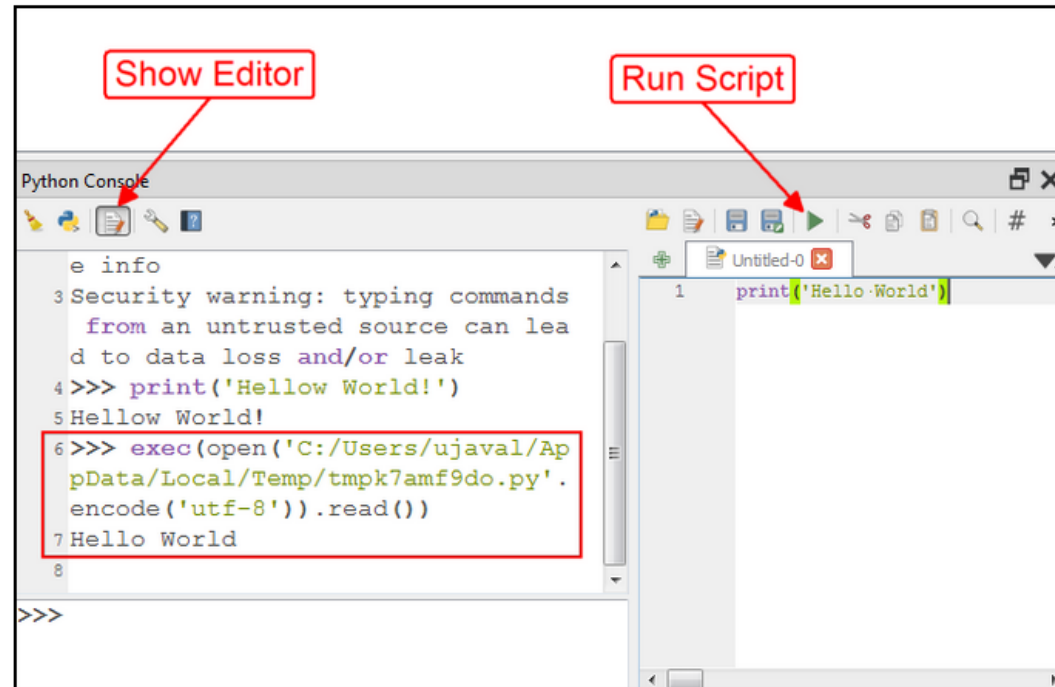 Show Editor
Run Script
Python Console
e info
3 Security warning: typing commands
from an untrusted source can lea
d to data loss and/or leak
4 >>> print('Hellow World!')
5 Hellow World!
6 >>> exec(open('C:/Users/ujaval/Ap
pData/Local/Temp/tmpk7amf9do.py'.
encode('utf-8')).read())
7 Hello World
8
>>>
#
Untitled-0
1 print('Hello·World')